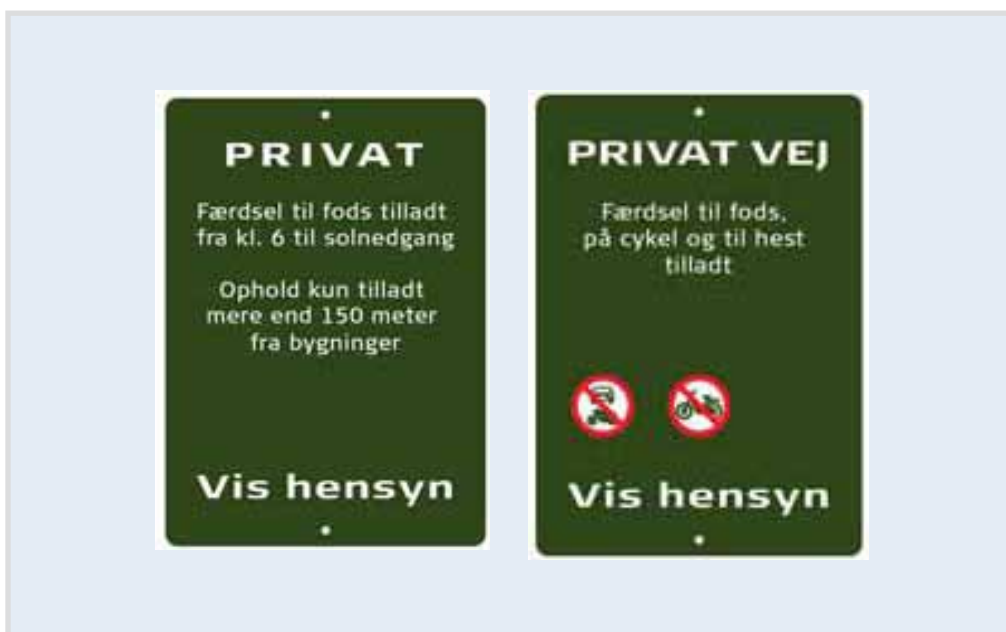 PRIVAT
Færdsel til fods tilladt
fra kl. 6 til solnedgang
Ophold kun tilladt
mere end 150 meter
fra bygninger
Vis hensyn
PRIVAT VEJ
Færdsel til fods,
på cykel og til hest
tilladt
Vis hensyn